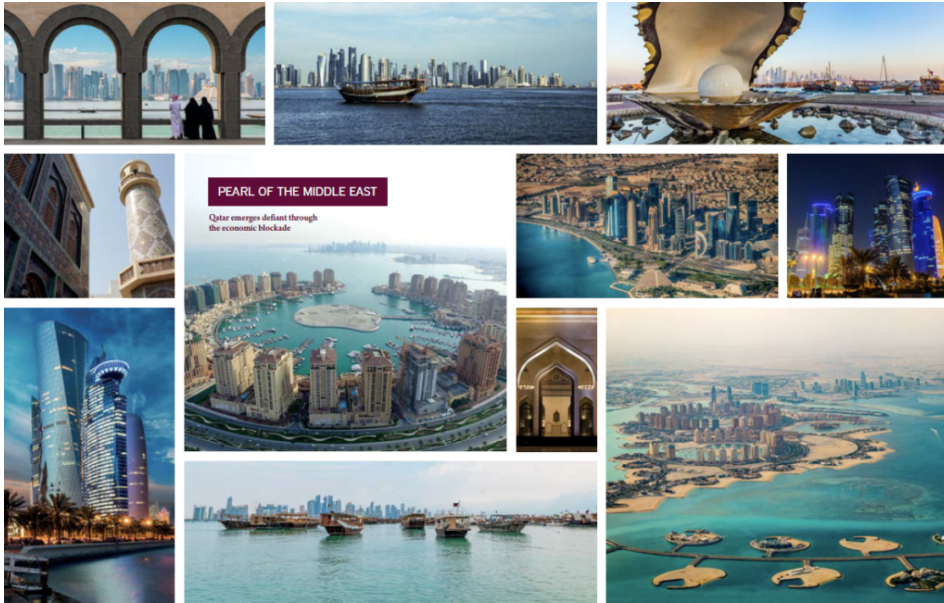 PEARL OF THE MIDDLE EAST
Qatar emerges defiant through
the economic blockade